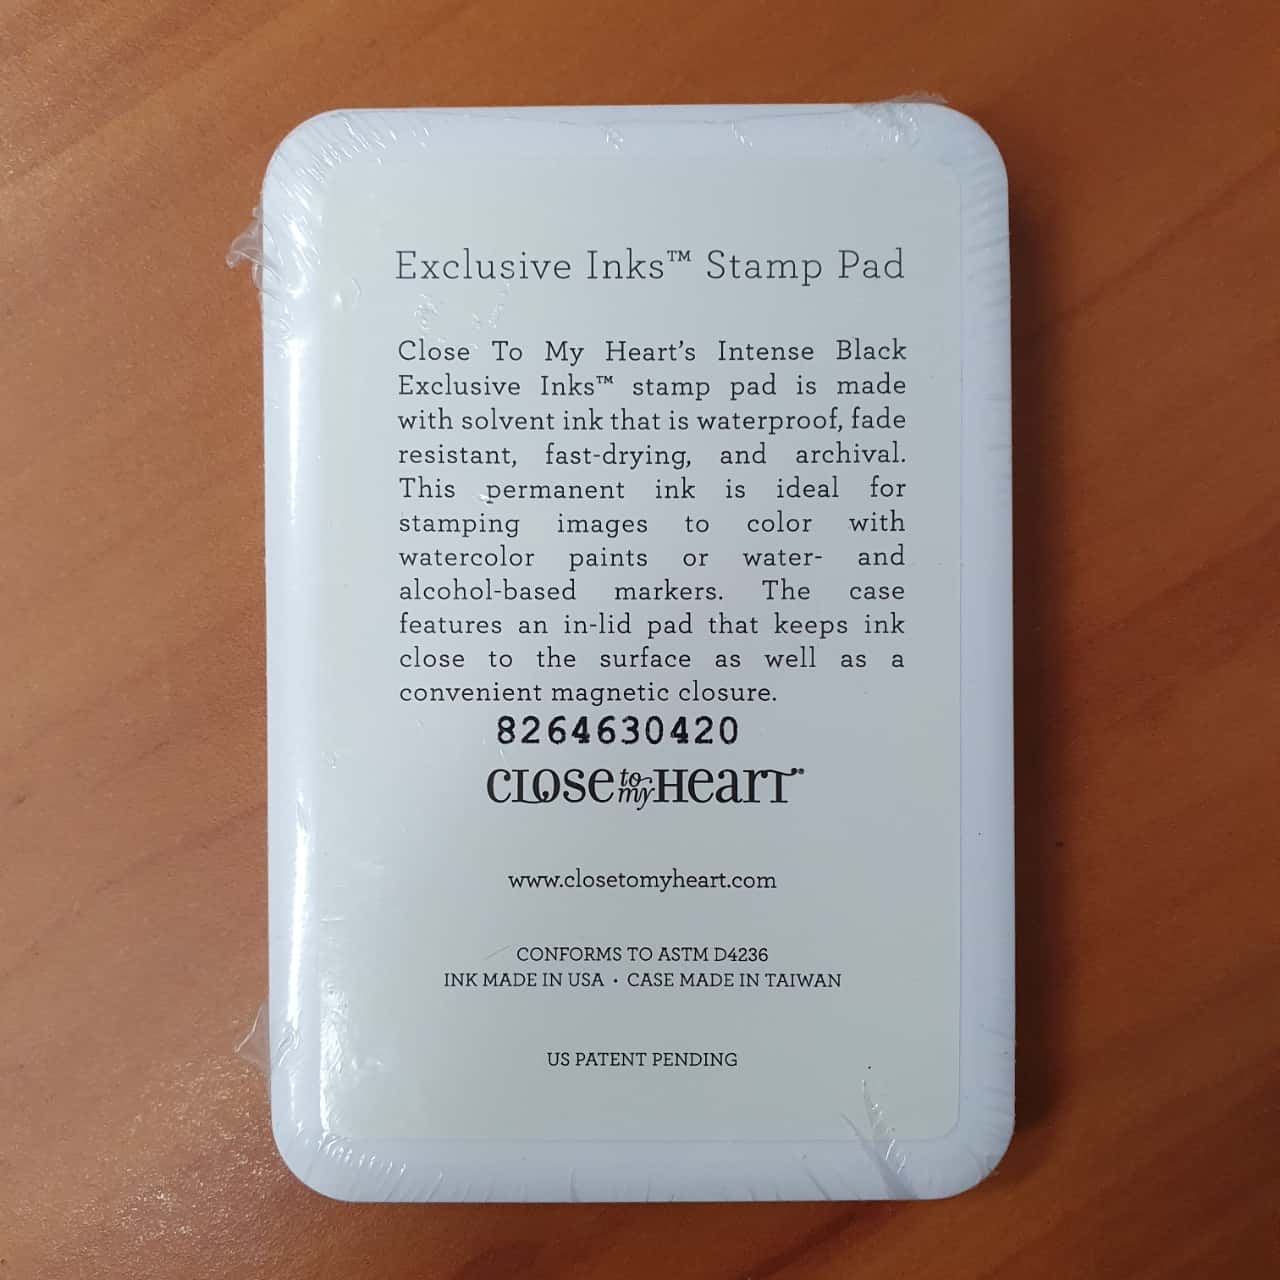 Exclusive Inks™ Stamp Pad
Close To My Heart's Intense Black
Exclusive Inks™ stamp pad is made
with solvent ink that is waterproof, fade
resistant, fast-drying, and archival.
This permanent ink is ideal for
stamping images to color with
watercolor paints or water- and
alcohol-based markers. The case
features an in-lid pad that keeps ink
close to the surface as well as a
convenient magnetic closure.
8264630420
CLOSE to my HEART®
www.closetomyheart.com
CONFORMS TO ASTM D4236
INK MADE IN USA • CASE MADE IN TAIWAN
US PATENT PENDING